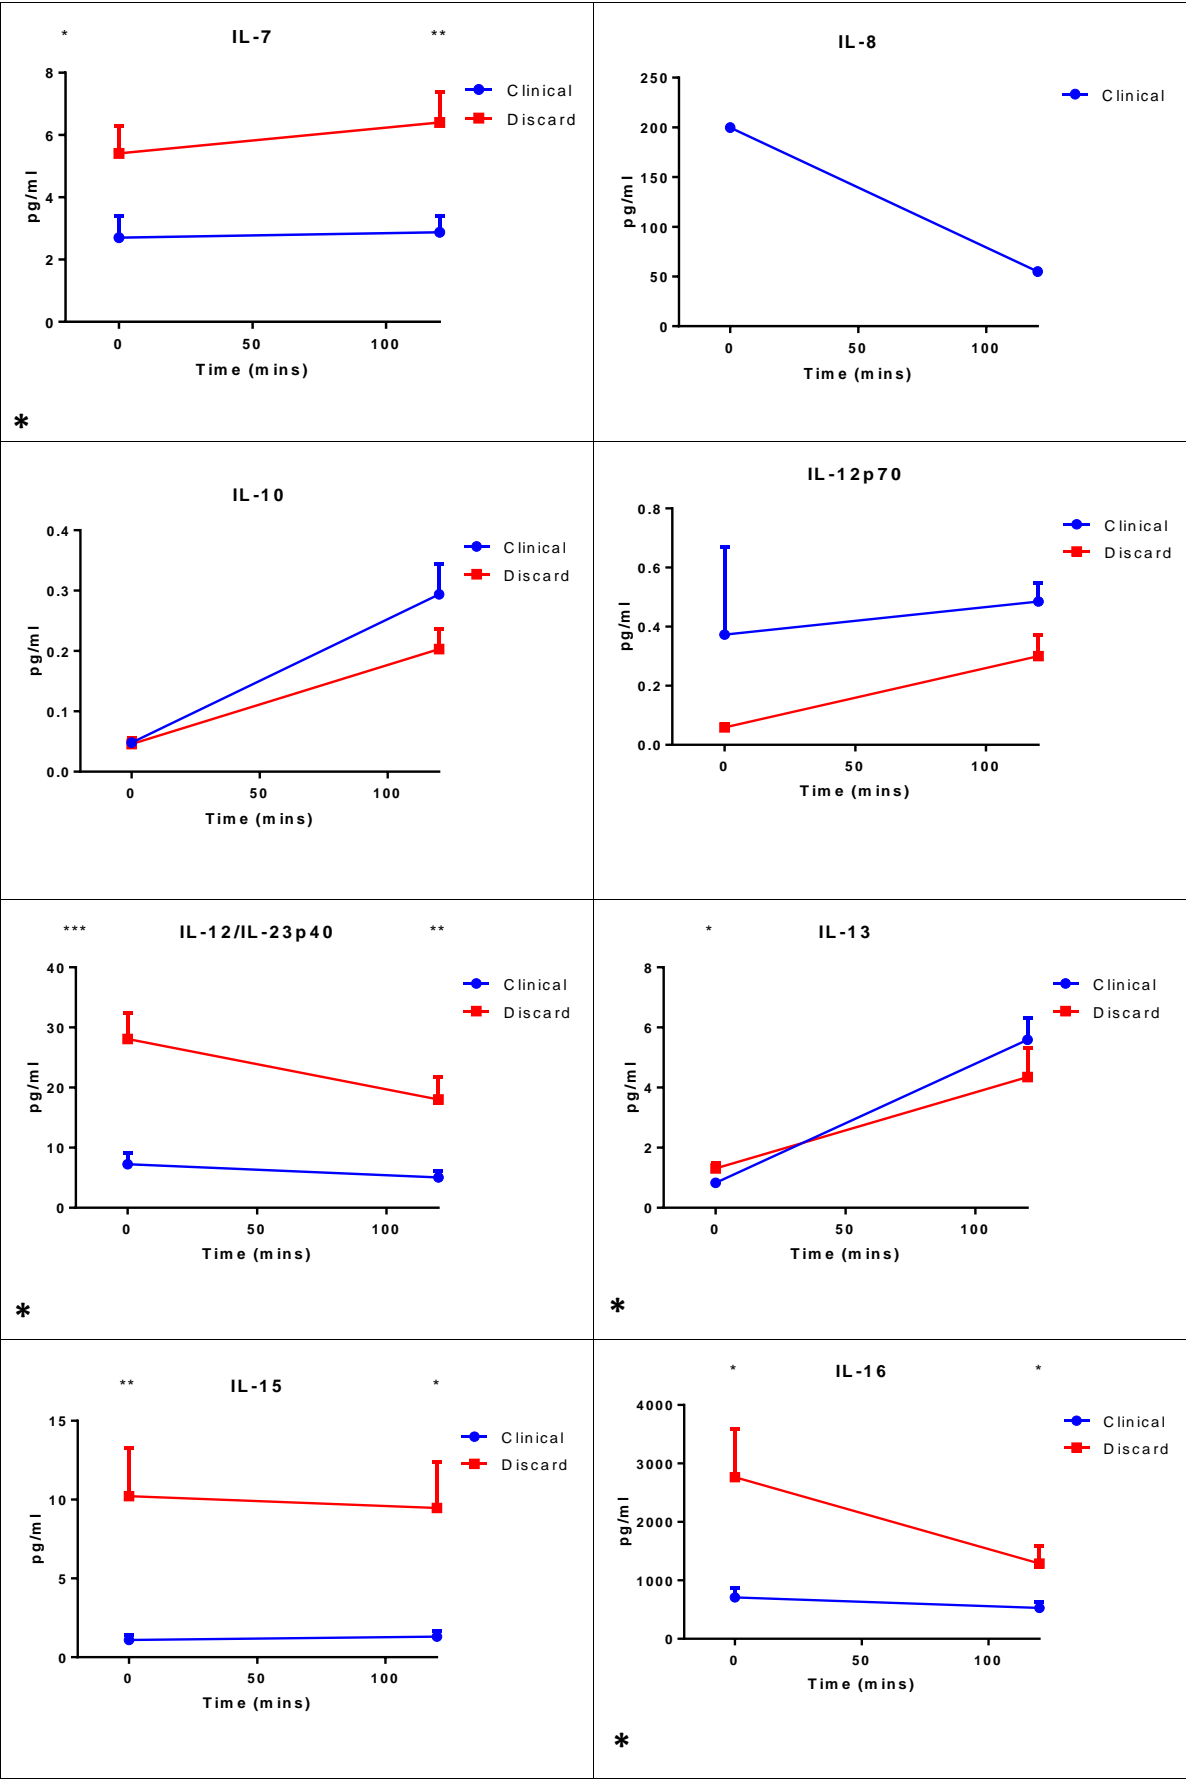 * IL-7 **
8
6
4
2
0
pg/ml
0 50 100
Time (mins)
Clinical
Discard
*
IL-8
250
200
150
100
50
0
pg/ml
0 50 100
Time (mins)
Clinical
IL-10
0.4
0.3
0.2
0.1
0.0
pg/ml
0 50 100
Time (mins)
Clinical
Discard
IL-12p70
0.8
0.6
0.4
0.2
0.0
pg/ml
0 50 100
Time (mins)
Clinical
Discard
*** IL-12/IL-23p40 **
40
30
20
10
0
pg/ml
0 50 100
Time (mins)
Clinical
Discard
*
* IL-13
8
6
4
2
0
pg/ml
0 50 100
Time (mins)
Clinical
Discard
*
** IL-15 *
15
10
5
0
pg/ml
0 50 100
Time (mins)
Clinical
Discard
* IL-16 *
4000
3000
2000
1000
0
pg/ml
0 50 100
Time (mins)
Clinical
Discard
*